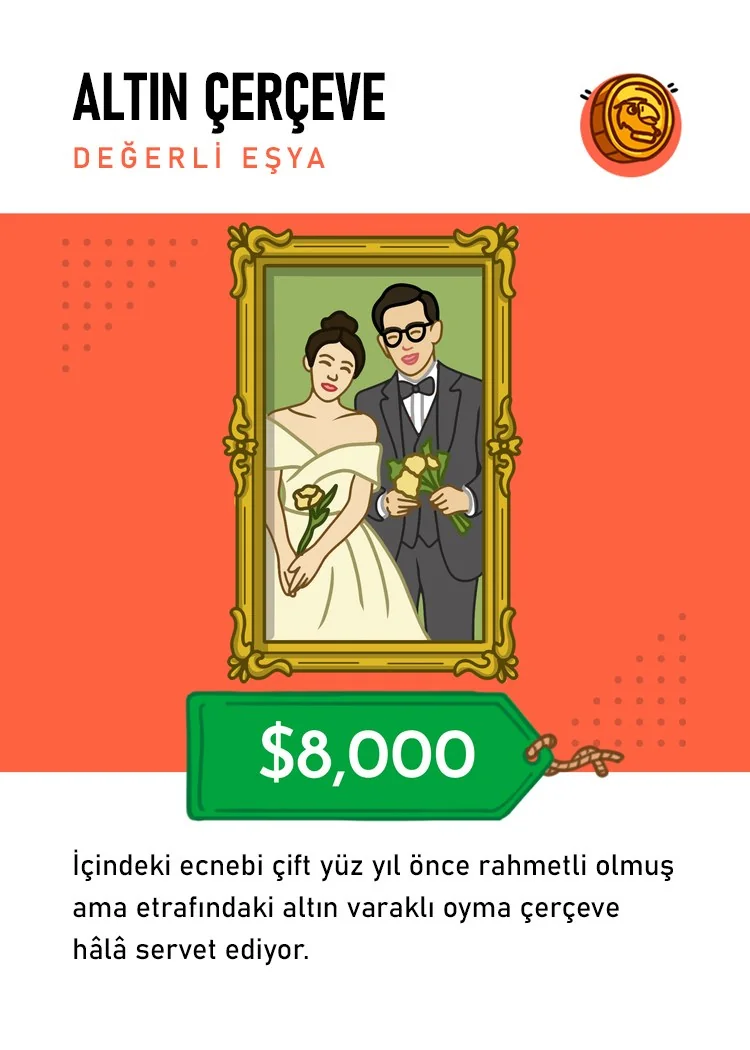 ALTIN ÇERÇEVE
DEĞERLİ EŞYA
$8,000
İçindeki ecnebi çift yüz yıl önce rahmetli olmuş
ama etrafındaki altın varaklı oyma çerçeve
hâlâ servet ediyor.